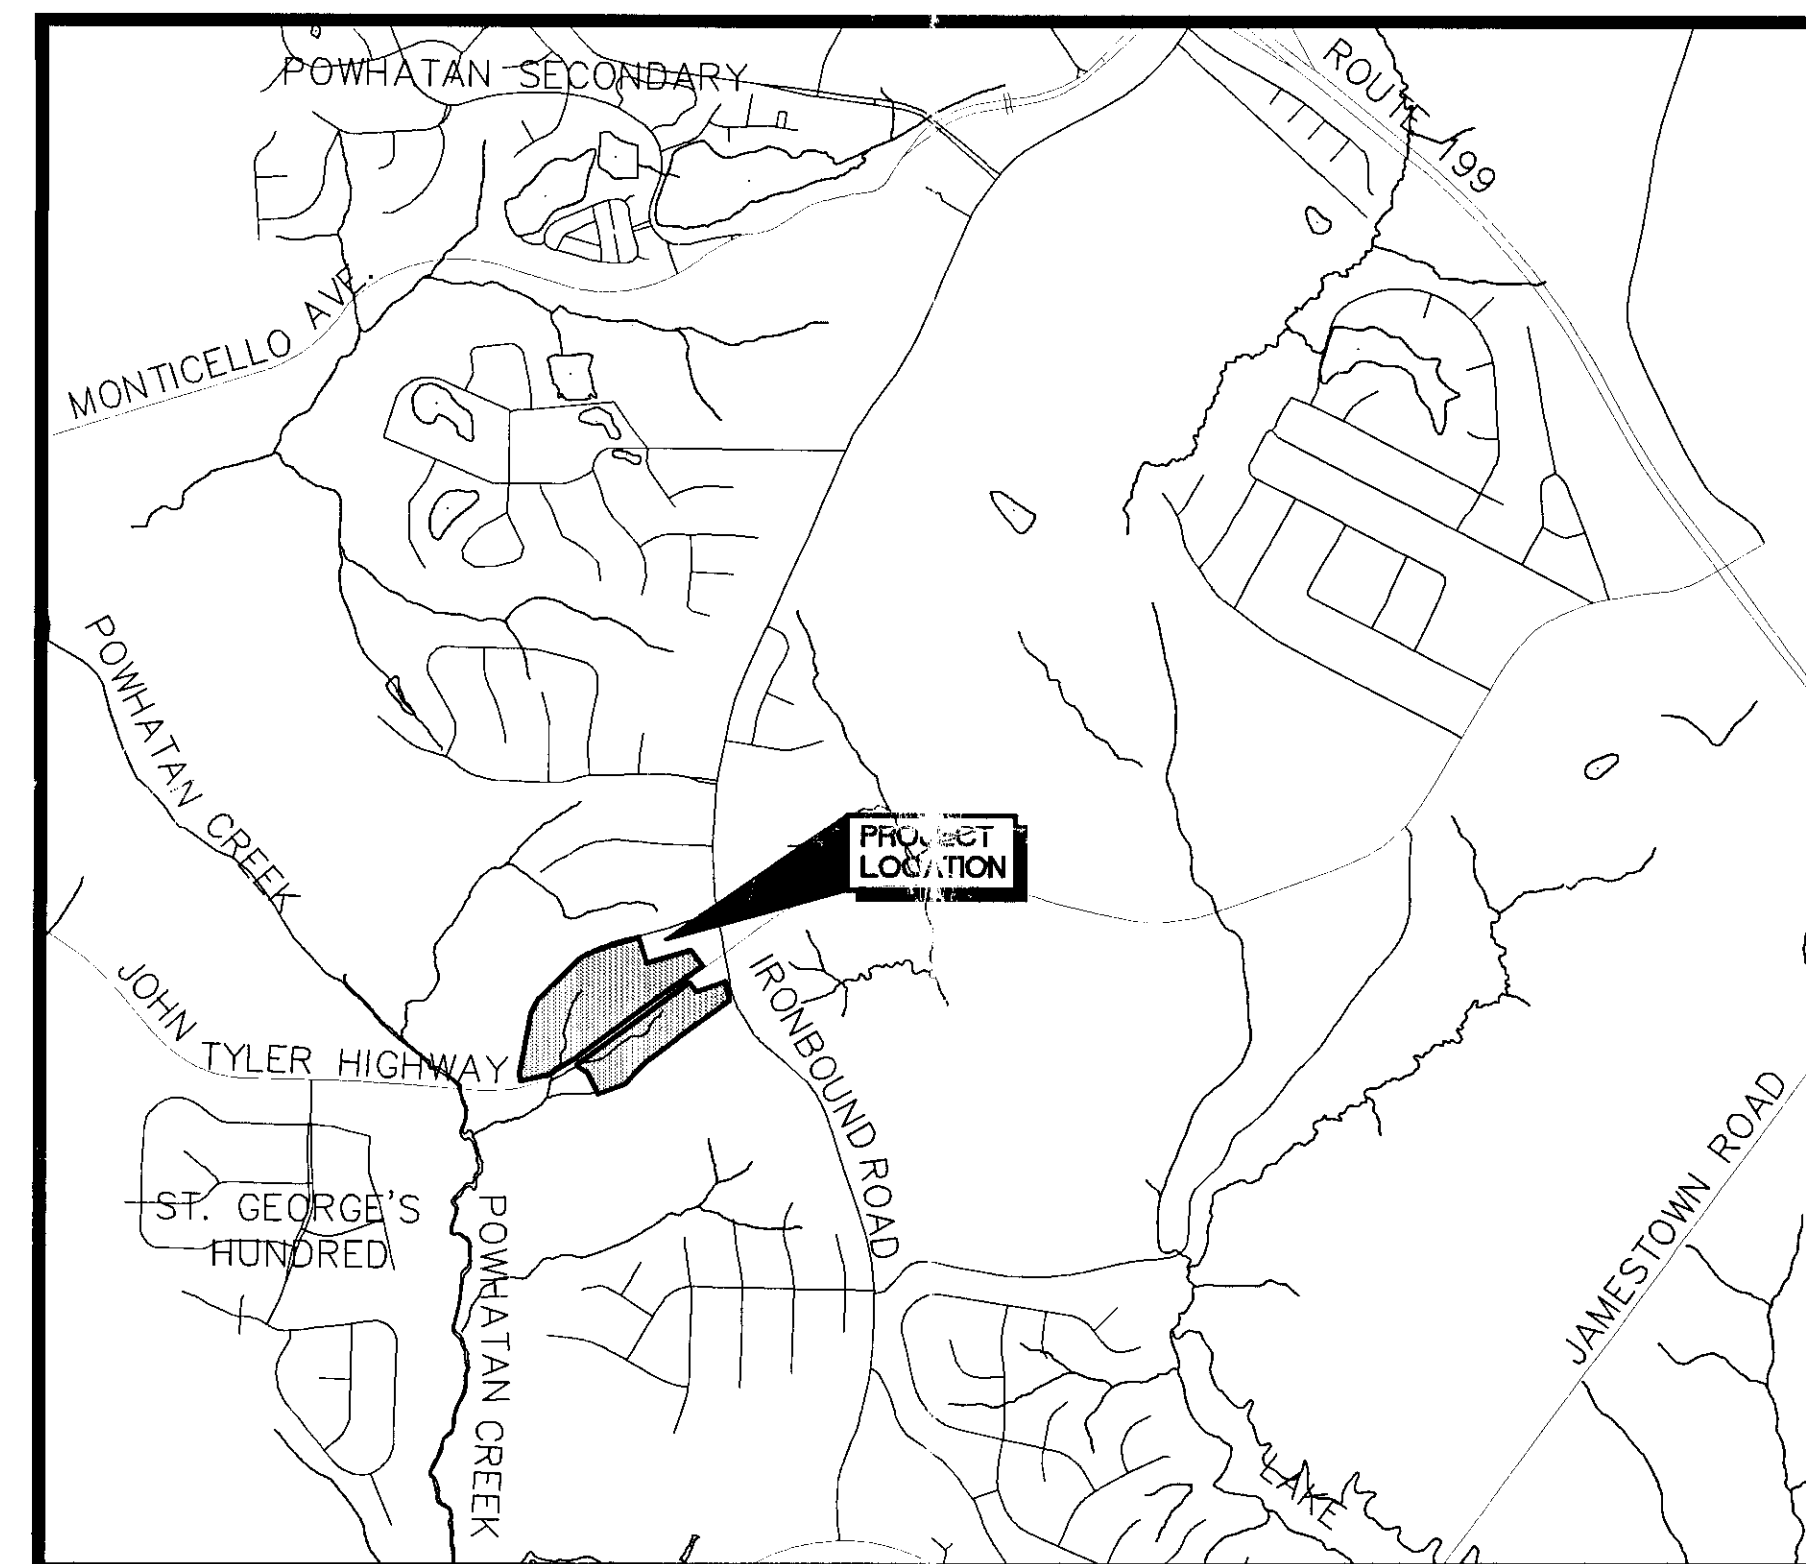 POWHATAN SECONDARY
ROUTE 199
MONTICELLO AVE.
POWHATAN CREEK
PROJECT
LOCATION
JOHN TYLER HIGHWAY
IRONBOUND ROAD
ST. GEORGE'S
HUNDRED
POWHATAN CREEK
JAMESTOWN ROAD
LAKE